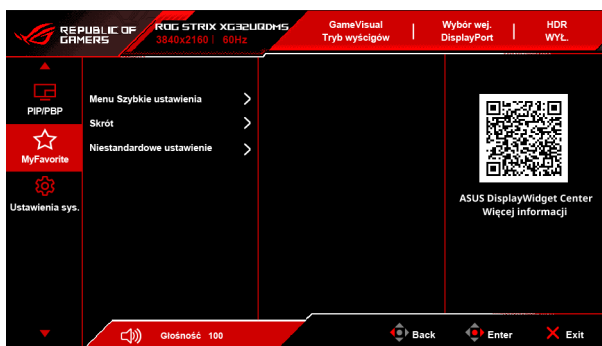 REPUBLIC OF
GAMERS
ROG STRIX XG32UQDMS
3840x2160 | 60Hz
GameVisual
Tryb wyścigów
Wybór wej.
DisplayPort
HDR
WYŁ.
PIP/PBP
MyFavorite
Ustawienia sys.
Menu Szybkie ustawienia
Skrót
Niestandardowe ustawienie
ASUS DisplayWidget Center
Więcej informacji
Głośność 100
Back
Enter
Exit